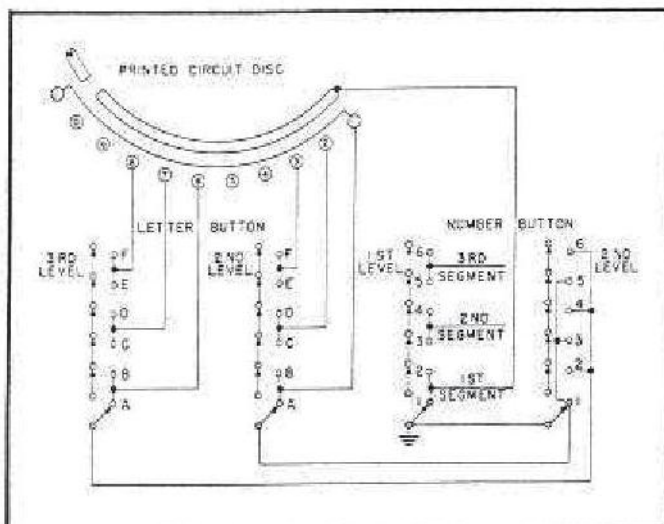 PRINTED CIRCUIT DISC
LETTER BUTTON
NUMBER BUTTON
3RD
LEVEL
F
E
D
C
B
A
2ND
LEVEL
F
E
D
C
B
A
1ST
LEVEL
6
5
4
3
2
1
3RD
SEGMENT
2ND
SEGMENT
1ST
SEGMENT
6
5
4
3
2
1
2ND
LEVEL